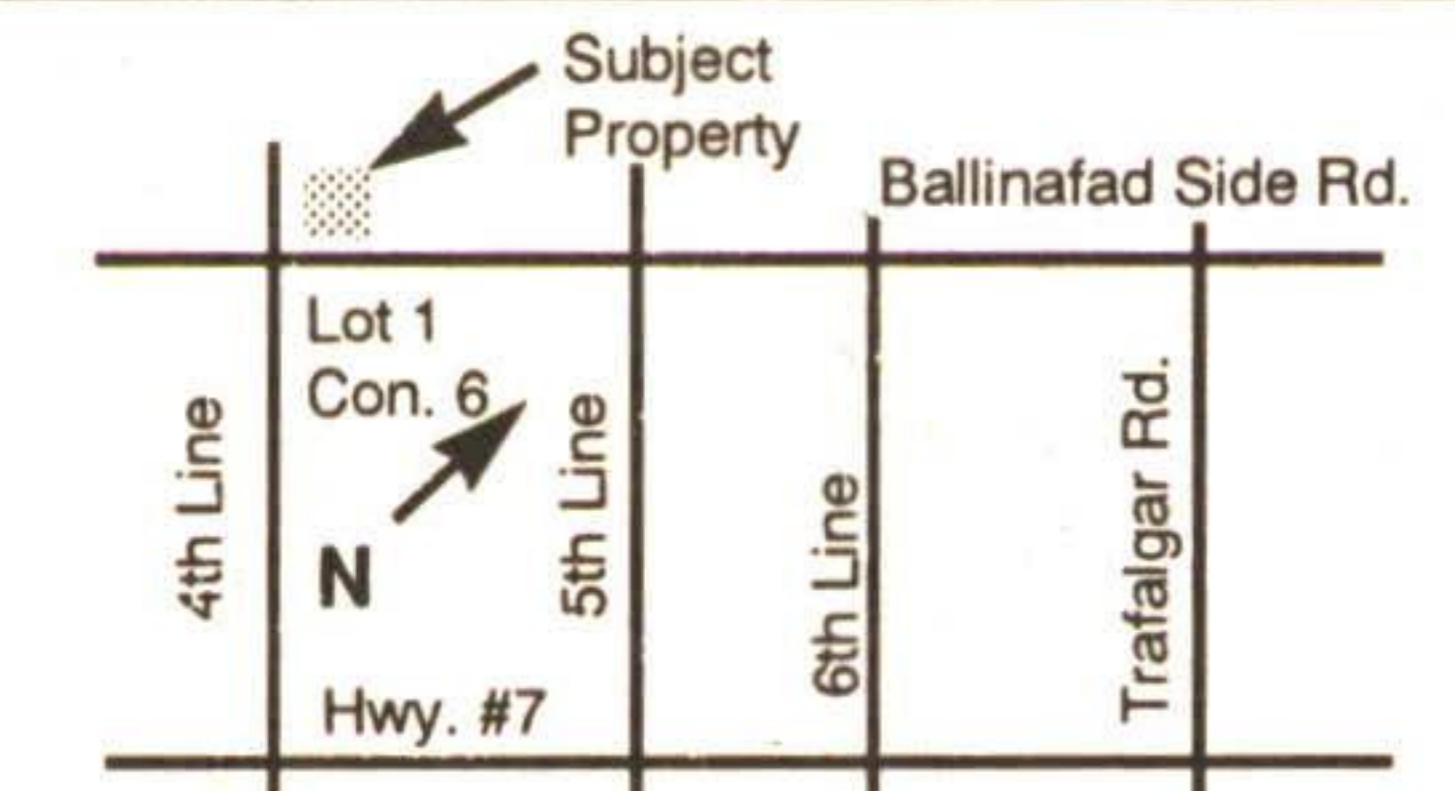 Subject
Property
Ballinafad Side Rd.
Lot 1
Con. 6
4th Line
5th Line
6th Line
Trafalgar Rd.
N
Hwy. #7